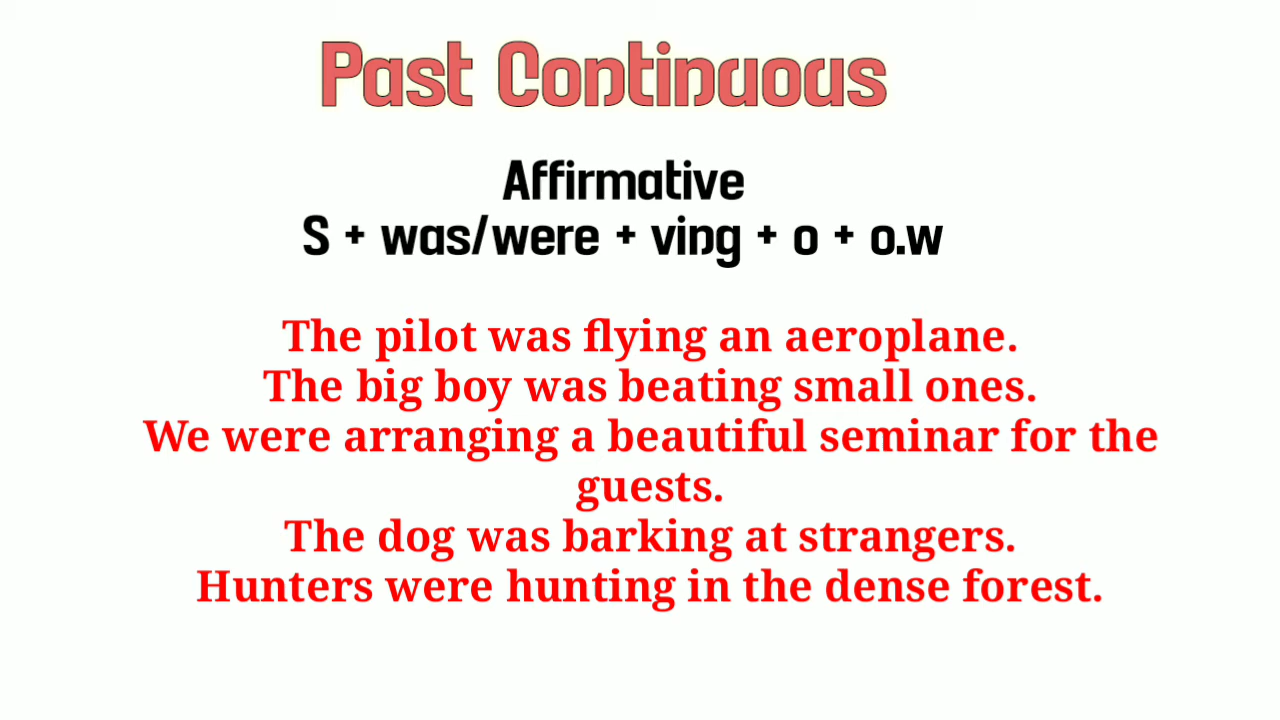 Past Continuous
Affirmative
S + was/were + ving + o + o.w
The pilot was flying an aeroplane.
The big boy was beating small ones.
We were arranging a beautiful seminar for the
guests.
The dog was barking at strangers.
Hunters were hunting in the dense forest.